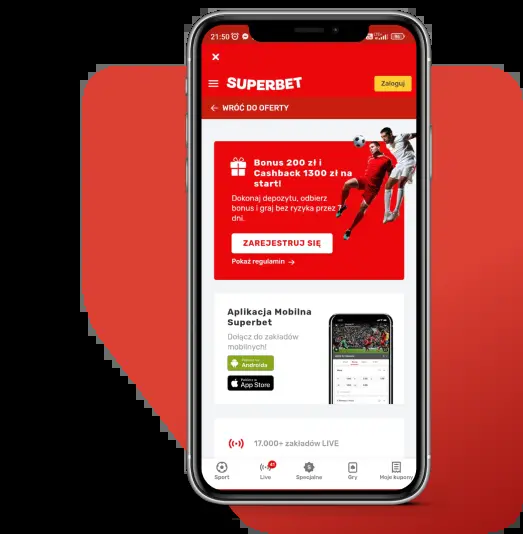 21:50
SUPERBET
Zaloguj
WRÓĆ DO OFERTY
Bonus 200 zł i
Cashback 1300 zł na
start!
Dokonaj depozytu, odbierz
bonus i graj bez ryzyka przez 7
dni.
ZAREJESTRUJ SIĘ
Pokaż regulamin
Aplikacja Mobilna
Superbet
Dołącz do zakładów
mobilnych!
Androida
App Store
17.000+ zakładów LIVE
Sport
Live
Specjalne
Gry
Moje kupony